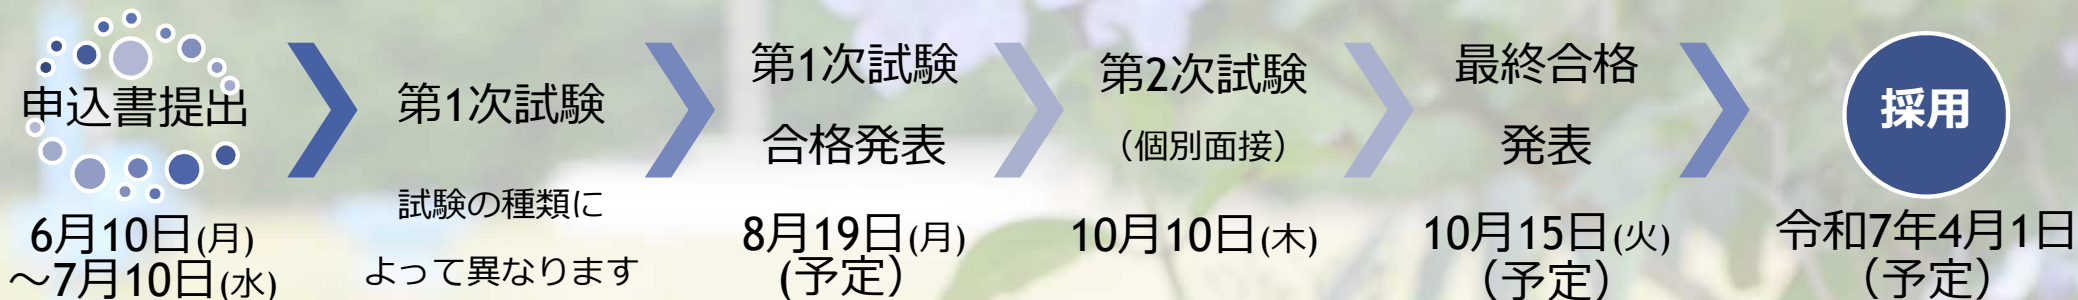 申込書提出
6月10日(月)
～7月10日(水)
第1次試験
試験の種類に
よって異なります
第1次試験
合格発表
8月19日(月)
(予定）
第2次試験
（個別面接）
10月10日(木)
最終合格
発表
10月15日(火)
（予定）
採用
令和7年4月1日
（予定）